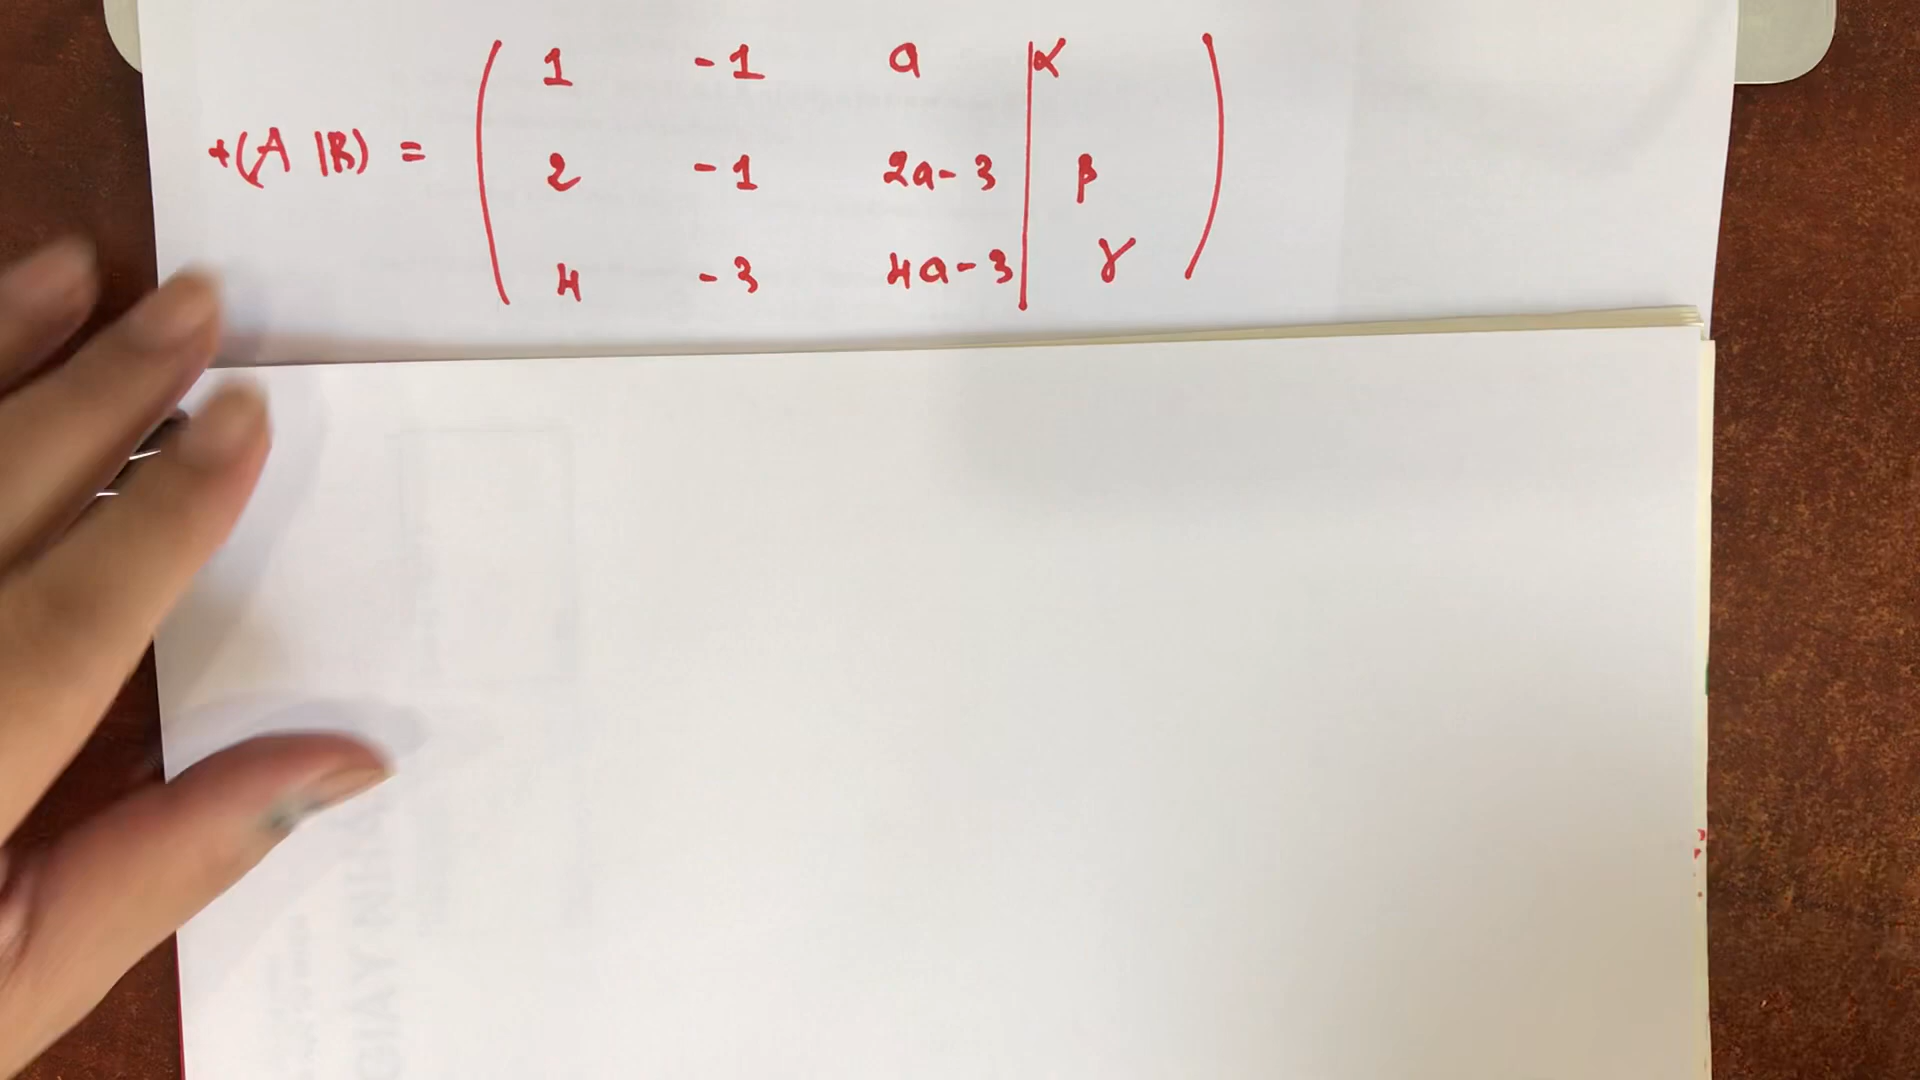 1 -1 a | α
+(A | B) = 2 -1 2a-3 | β
4 -3 4a-3 | γ